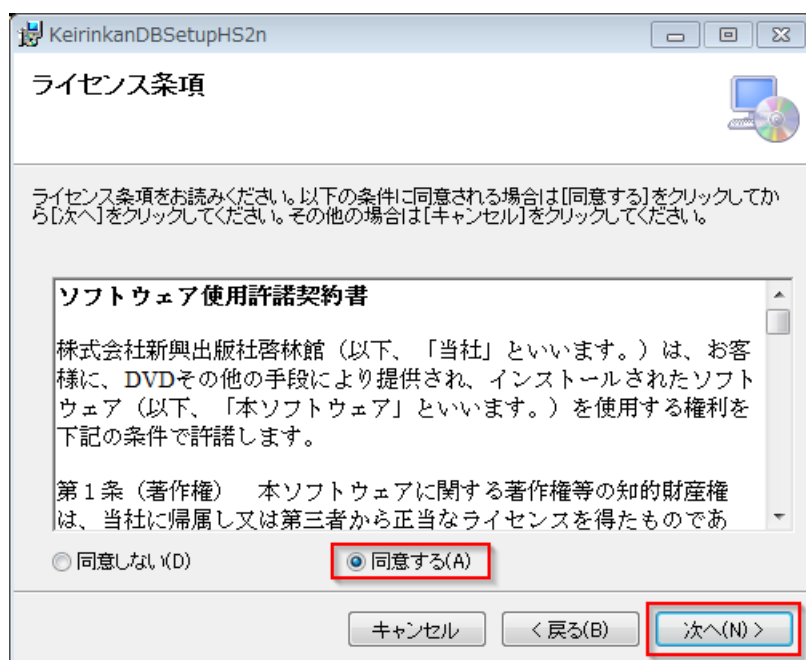 KeirinkanDBSetupHS2n
ライセンス条項
ライセンス条項をお読みください。以下の条件に同意される場合は[同意する]をクリックしてか
ら[次へ]をクリックしてください。その他の場合は[キャンセル]をクリックしてください。
ソフトウェア使用許諾契約書
株式会社新興出版社啓林館（以下、「当社」といいます。）は、お客
様に、DVDその他の手段により提供され、インストールされたソフト
ウェア（以下、「本ソフトウェア」といいます。）を使用する権利を
下記の条件で許諾します。
第１条（著作権）　本ソフトウェアに関する著作権等の知的財産権
は、当社に帰属し又は第三者から正当なライセンスを得たものであ
同意しない(D)
同意する(A)
キャンセル
< 戻る(B)
次へ(N) >